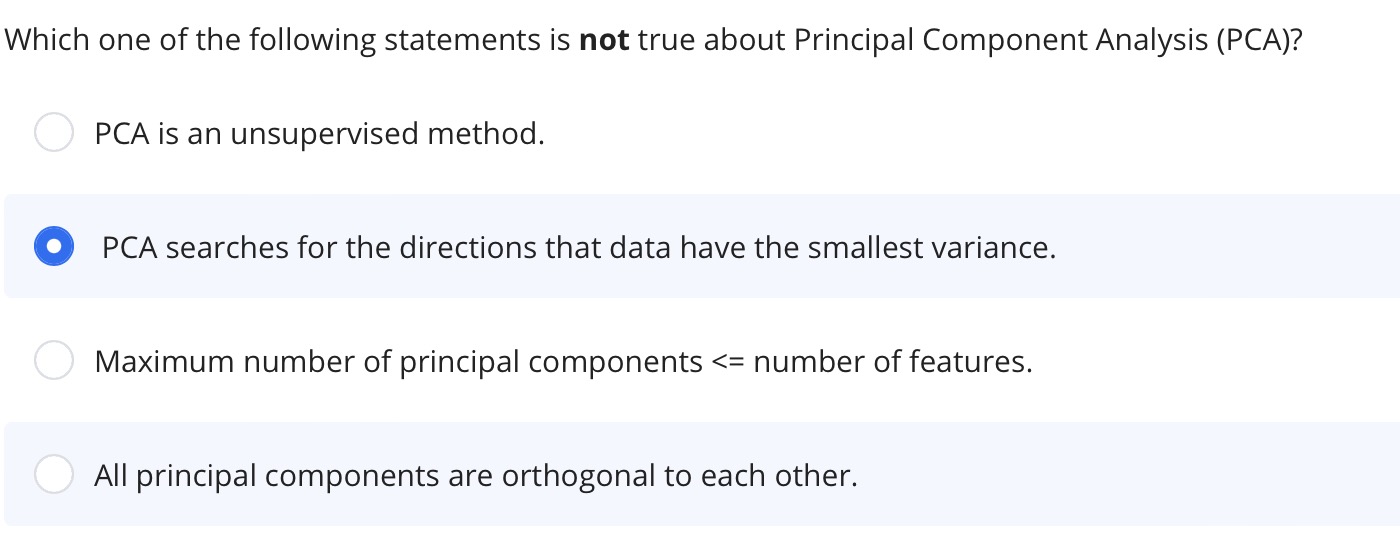 Which one of the following statements is not true about Principal Component Analysis (PCA)?
PCA is an unsupervised method.
PCA searches for the directions that data have the smallest variance.
Maximum number of principal components <= number of features.
All principal components are orthogonal to each other.